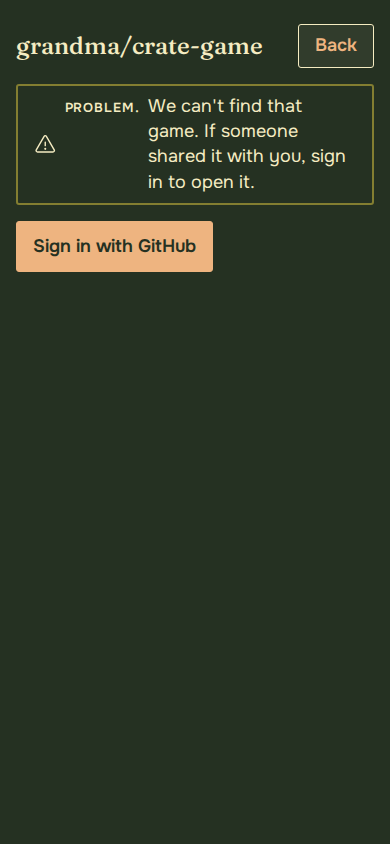 grandma/crate-game
Back
PROBLEM. We can't find that
game. If someone
shared it with you, sign
in to open it.
Sign in with GitHub